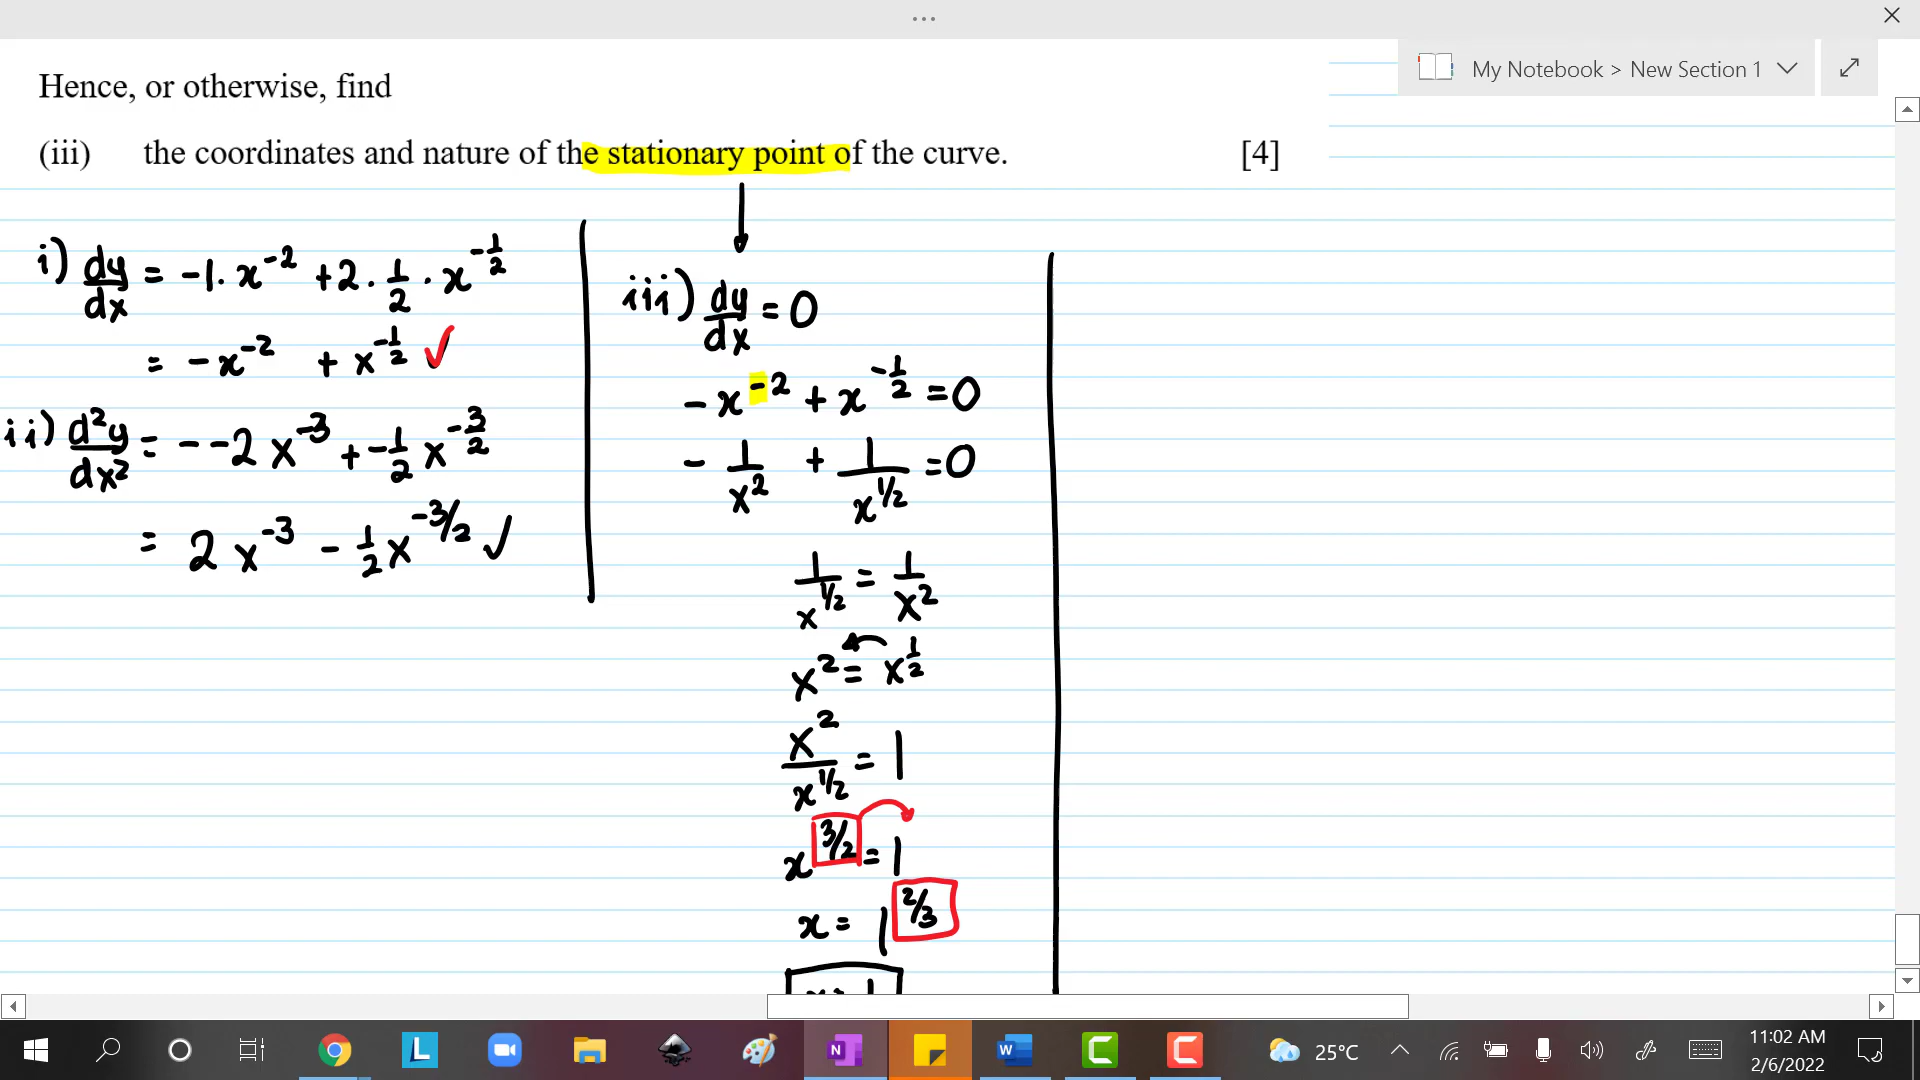 My Notebook > New Section 1
Hence, or otherwise, find
(iii) the coordinates and nature of the stationary point of the curve. [4]
i) dy/dx = -1 · x^-2 + 2 · 1/2 · x^-1/2
= -x^-2 + x^-1/2 ✓
ii) d²y/dx² = --2x^-3 + -1/2 x^-3/2
= 2x^-3 - 1/2 x^-3/2 ✓
iii) dy/dx = 0
-x^-2 + x^-1/2 = 0
- 1/x² + 1/x^1/2 = 0
1/x^1/2 = 1/x²
x² = x^1/2
x²/x^1/2 = 1
x^3/2 = 1
x = 1^2/3
25°C
11:02 AM
2/6/2022